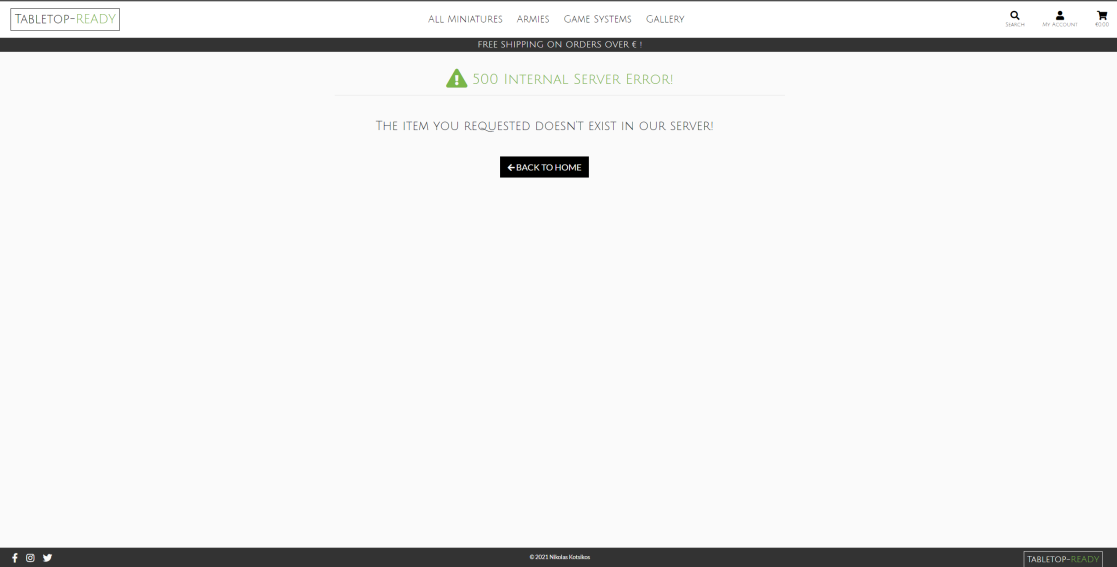 TABLETOP-READY
ALL MINIATURES ARMIES GAME SYSTEMS GALLERY
SEARCH MY ACCOUNT €0.00
FREE SHIPPING ON ORDERS OVER € !
500 INTERNAL SERVER ERROR!
THE ITEM YOU REQUESTED DOESN'T EXIST IN OUR SERVER!
BACK TO HOME
© 2021 Nikolas Kotsikos
TABLETOP-READY